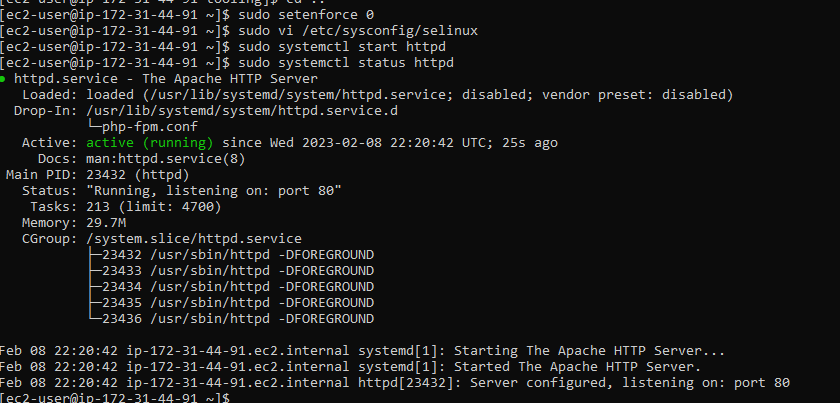 [ec2-user@ip-172-31-44-91 tooling]$ cd ..
[ec2-user@ip-172-31-44-91 ~]$ sudo setenforce 0
[ec2-user@ip-172-31-44-91 ~]$ sudo vi /etc/sysconfig/selinux
[ec2-user@ip-172-31-44-91 ~]$ sudo systemctl start httpd
[ec2-user@ip-172-31-44-91 ~]$ sudo systemctl status httpd
● httpd.service - The Apache HTTP Server
Loaded: loaded (/usr/lib/systemd/system/httpd.service; disabled; vendor preset: disabled)
Drop-In: /usr/lib/systemd/system/httpd.service.d
└─php-fpm.conf
Active: active (running) since Wed 2023-02-08 22:20:42 UTC; 25s ago
Docs: man:httpd.service(8)
Main PID: 23432 (httpd)
Status: "Running, listening on: port 80"
Tasks: 213 (limit: 4700)
Memory: 29.7M
CGroup: /system.slice/httpd.service
├─23432 /usr/sbin/httpd -DFOREGROUND
├─23433 /usr/sbin/httpd -DFOREGROUND
├─23434 /usr/sbin/httpd -DFOREGROUND
├─23435 /usr/sbin/httpd -DFOREGROUND
└─23436 /usr/sbin/httpd -DFOREGROUND
Feb 08 22:20:42 ip-172-31-44-91.ec2.internal systemd[1]: Starting The Apache HTTP Server...
Feb 08 22:20:42 ip-172-31-44-91.ec2.internal systemd[1]: Started The Apache HTTP Server.
Feb 08 22:20:42 ip-172-31-44-91.ec2.internal httpd[23432]: Server configured, listening on: port 80
[ec2-user@ip-172-31-44-91 ~]$